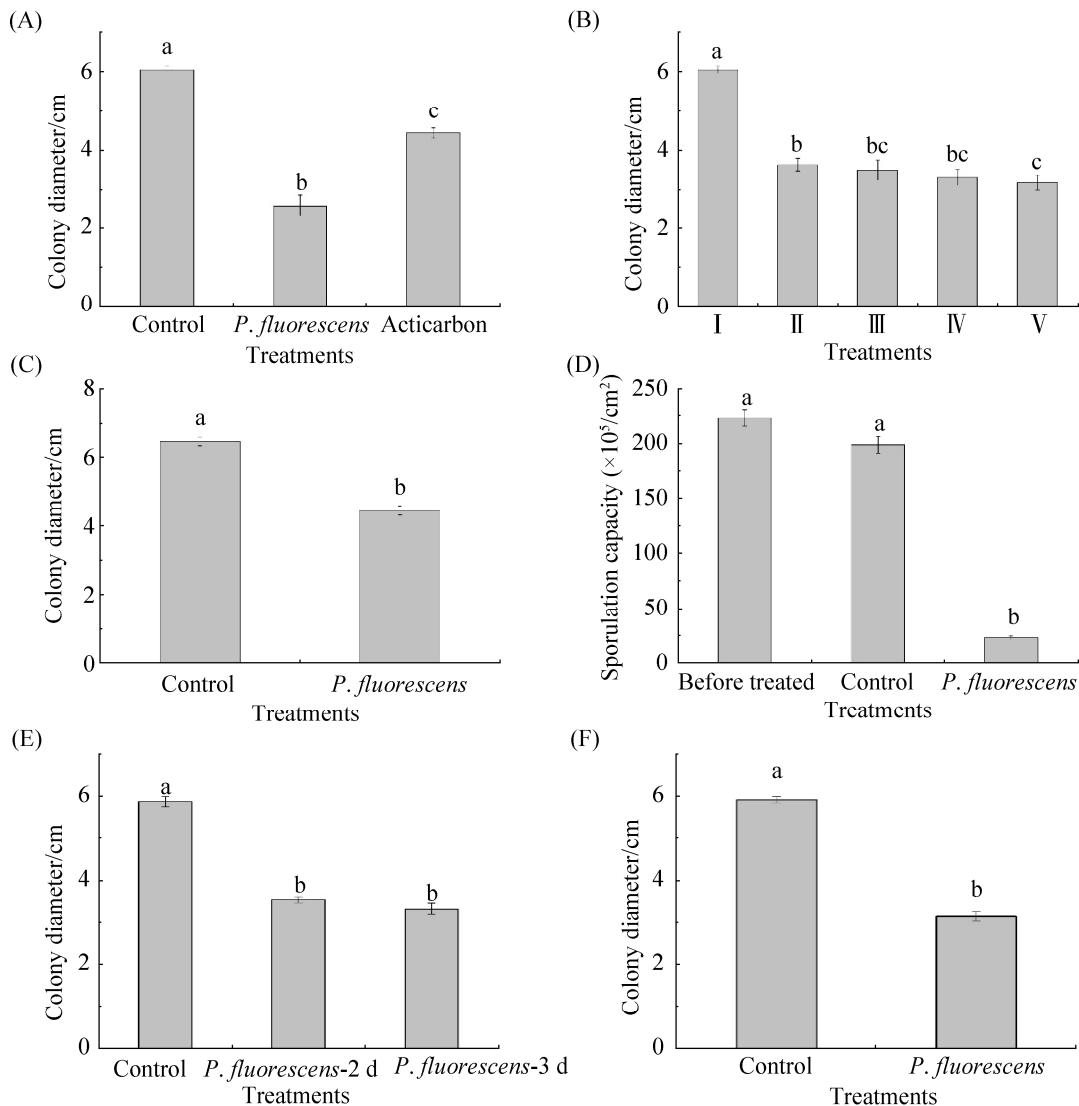 (A)
a
b
c
6
4
2
0
Colony diameter/cm
Control P. fluorescens Acticarbon
Treatments
(B)
a
b
bc
bc
c
6
4
2
0
Colony diameter/cm
Ⅰ Ⅱ Ⅲ Ⅳ Ⅴ
Treatments
(C)
a
b
8
6
4
2
0
Colony diameter/cm
Control P. fluorescens
Treatments
(D)
a
a
b
250
200
150
100
50
0
Sporulation capacity (×10⁵/cm²)
Before treated Control P. fluorescens
Treatments
(E)
a
b
b
6
4
2
0
Colony diameter/cm
Control P. fluorescens-2 d P. fluorescens-3 d
Treatments
(F)
a
b
6
4
2
0
Colony diameter/cm
Control P. fluorescens
Treatments